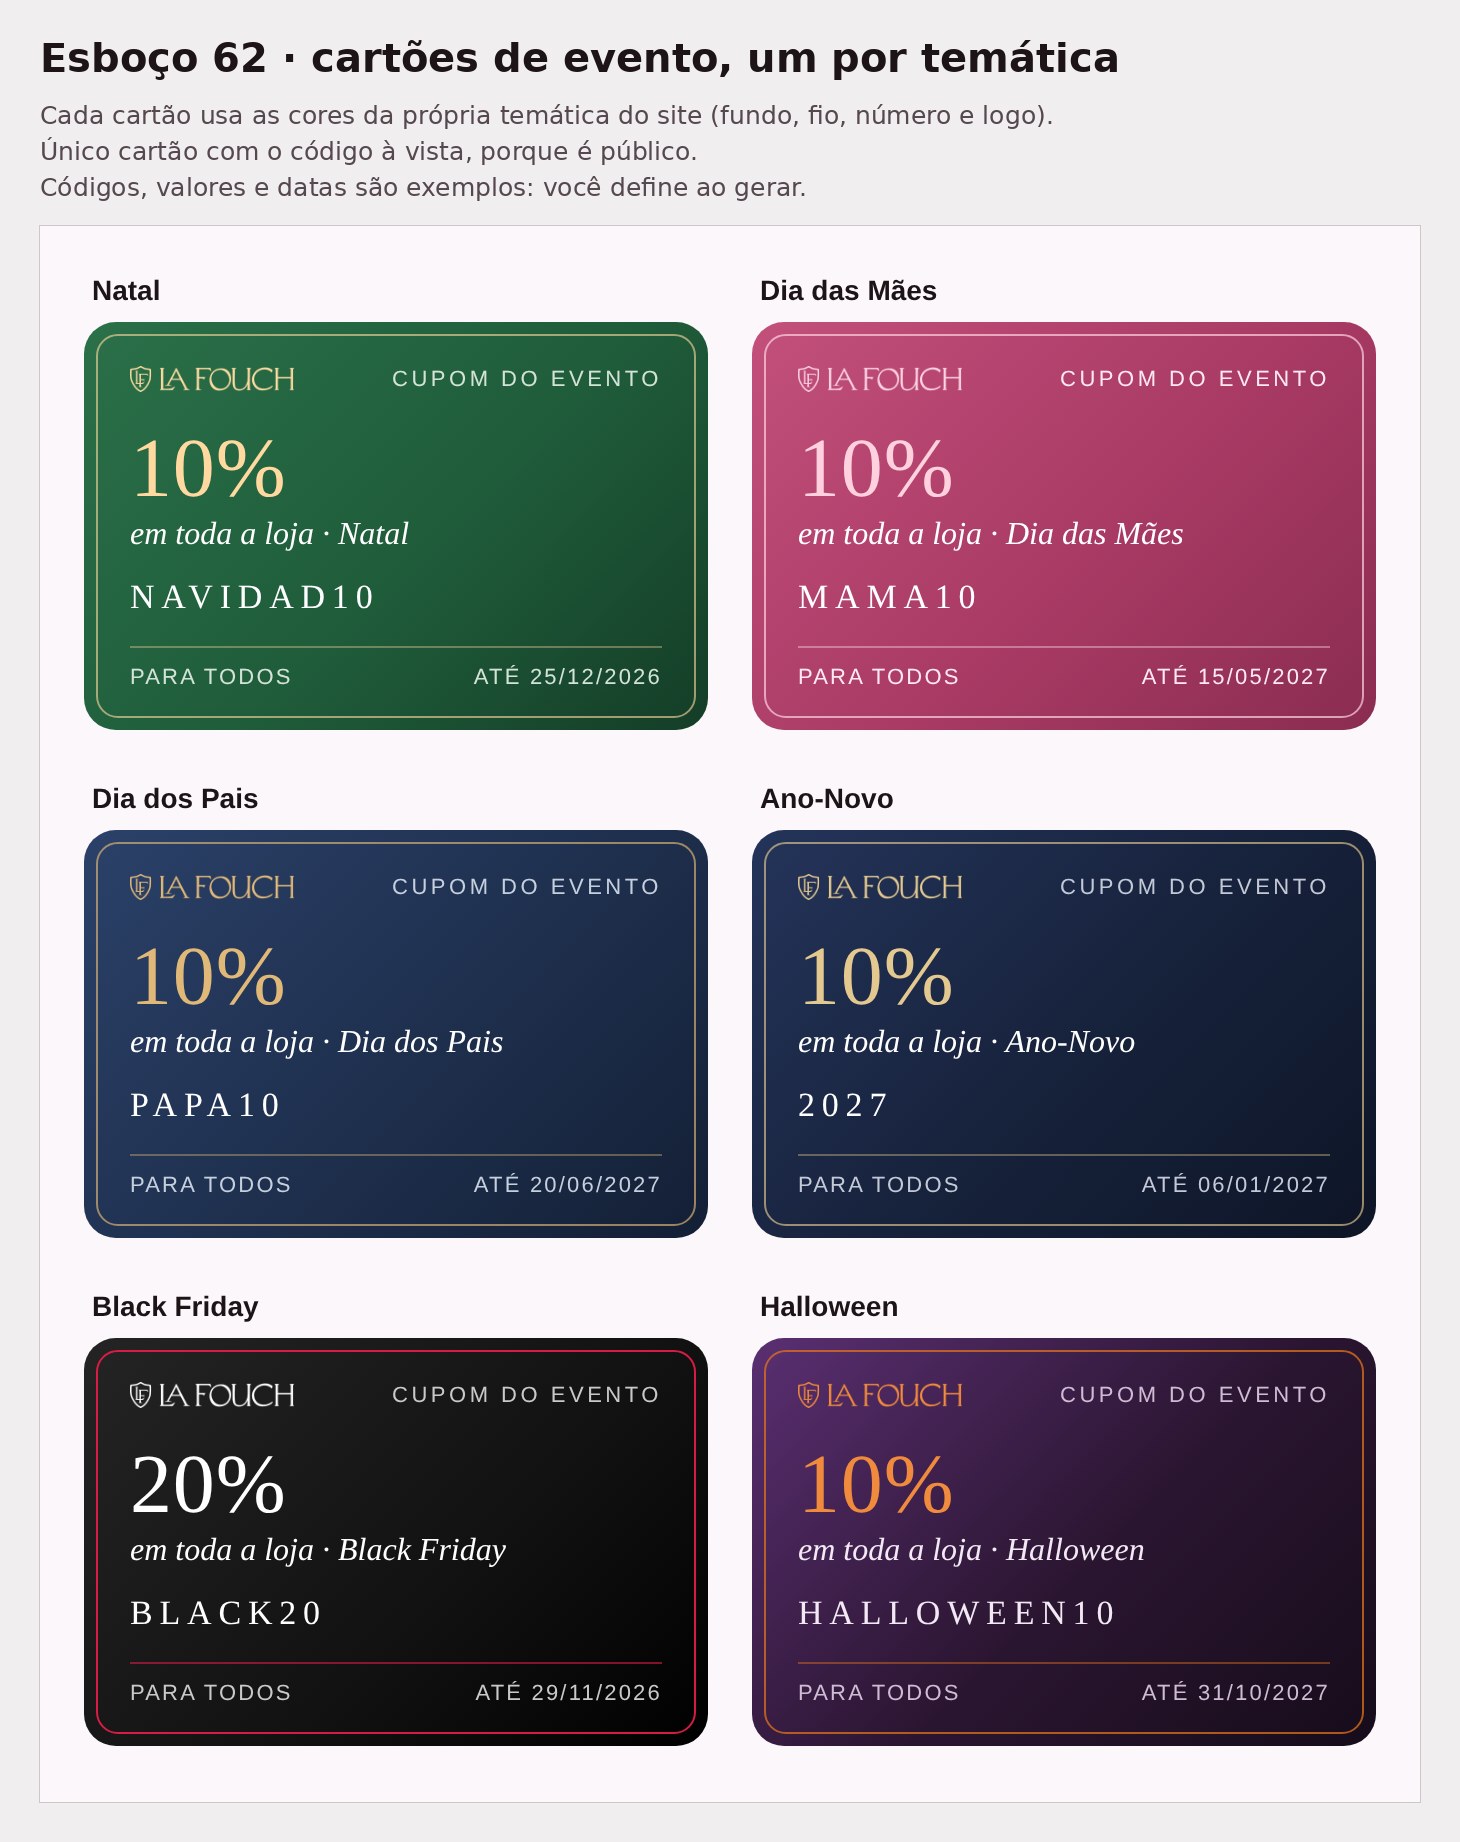 Esboço 62 · cartões de evento, um por temática
Cada cartão usa as cores da própria temática do site (fundo, fio, número e logo).
Único cartão com o código à vista, porque é público.
Códigos, valores e datas são exemplos: você define ao gerar.
Natal
LF LA FOUCH CUPOM DO EVENTO
10%
em toda a loja · Natal
NAVIDAD10
PARA TODOS ATÉ 25/12/2026
Dia das Mães
LF LA FOUCH CUPOM DO EVENTO
10%
em toda a loja · Dia das Mães
MAMA10
PARA TODOS ATÉ 15/05/2027
Dia dos Pais
LF LA FOUCH CUPOM DO EVENTO
10%
em toda a loja · Dia dos Pais
PAPA10
PARA TODOS ATÉ 20/06/2027
Ano-Novo
LF LA FOUCH CUPOM DO EVENTO
10%
em toda a loja · Ano-Novo
2027
PARA TODOS ATÉ 06/01/2027
Black Friday
LF LA FOUCH CUPOM DO EVENTO
20%
em toda a loja · Black Friday
BLACK20
PARA TODOS ATÉ 29/11/2026
Halloween
LF LA FOUCH CUPOM DO EVENTO
10%
em toda a loja · Halloween
HALLOWEEN10
PARA TODOS ATÉ 31/10/2027